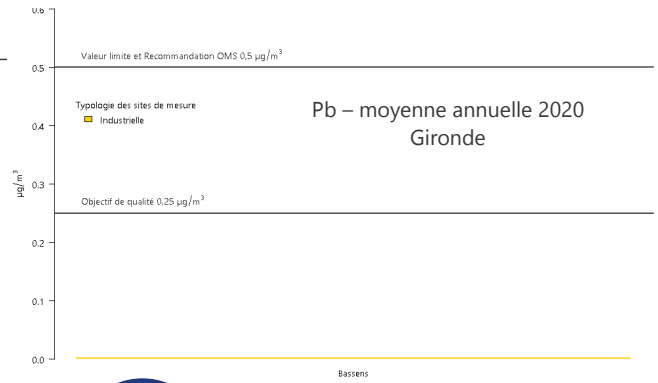 0.6
Valeur limite et Recommandation OMS 0,5 µg/m³
0.5
Typologie des sites de mesure
Industrielle
Pb – moyenne annuelle 2020
Gironde
0.4
µg/m³
0.3
Objectif de qualité 0,25 µg/m³
0.2
0.1
0.0
Bassens